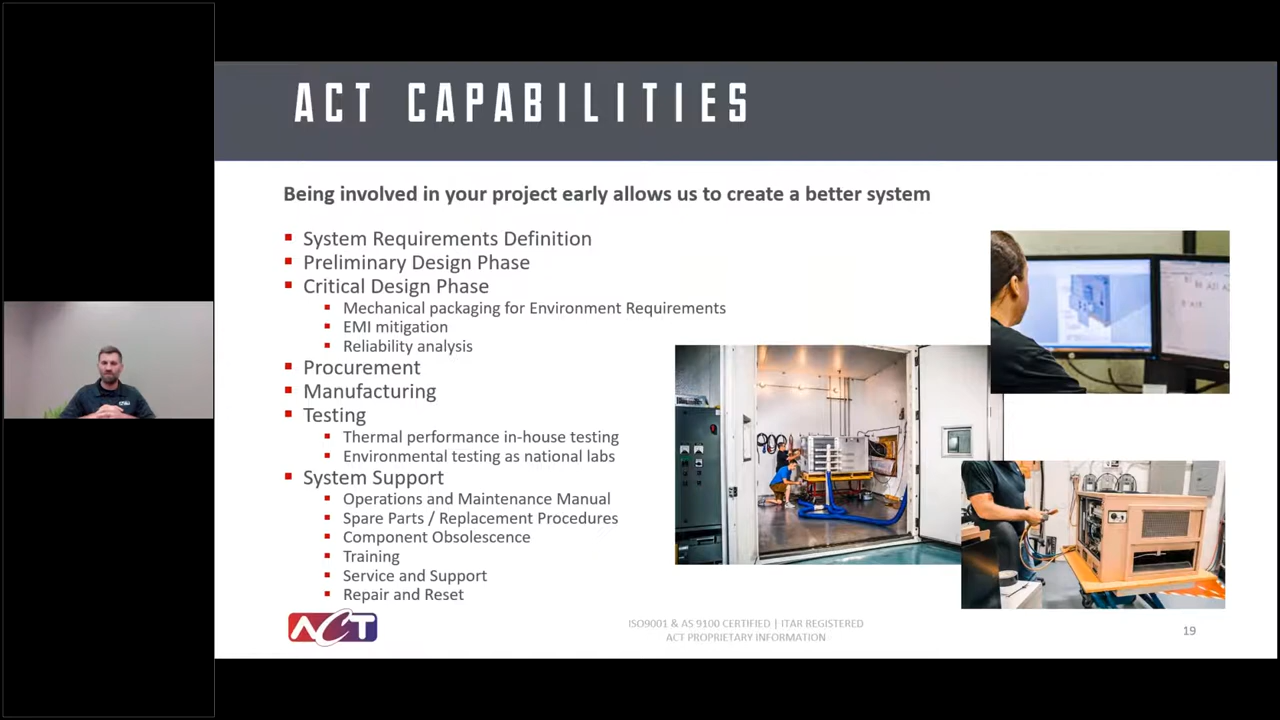 ACT CAPABILITIES
Being involved in your project early allows us to create a better system
System Requirements Definition
Preliminary Design Phase
Critical Design Phase
Mechanical packaging for Environment Requirements
EMI mitigation
Reliability analysis
Procurement
Manufacturing
Testing
Thermal performance in-house testing
Environmental testing as national labs
System Support
Operations and Maintenance Manual
Spare Parts / Replacement Procedures
Component Obsolescence
Training
Service and Support
Repair and Reset
ACT
ISO9001 & AS 9100 CERTIFIED | ITAR REGISTERED
ACT PROPRIETARY INFORMATION
19